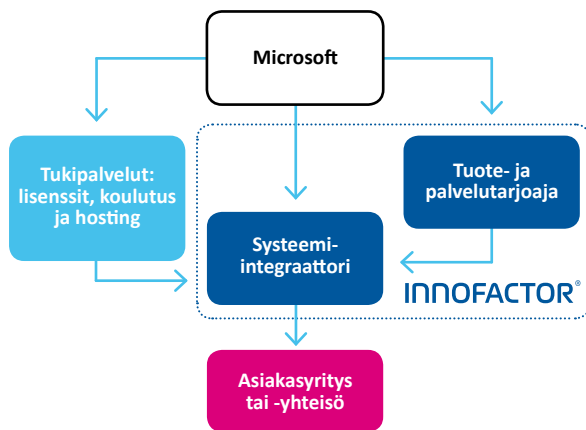 Microsoft
Tukipalvelut:
lisenssit, koulutus
ja hosting
Tuote- ja
palvelutarjoaja
Systeemi-
integraattori
INNOFACTOR®
Asiakasyritys
tai -yhteisö